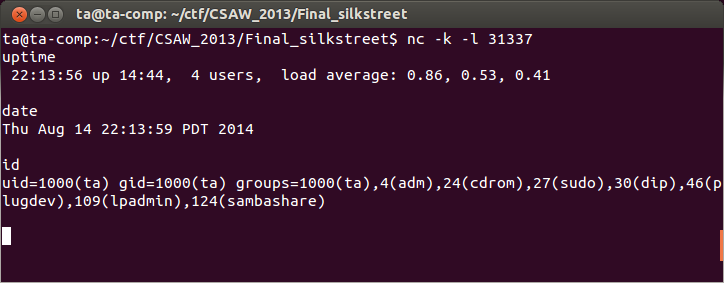 ta@ta-comp: ~/ctf/CSAW_2013/Final_silkstreet
ta@ta-comp:~/ctf/CSAW_2013/Final_silkstreet$ nc -k -l 31337
uptime
 22:13:56 up 14:44,  4 users,  load average: 0.86, 0.53, 0.41
date
Thu Aug 14 22:13:59 PDT 2014
id
uid=1000(ta) gid=1000(ta) groups=1000(ta),4(adm),24(cdrom),27(sudo),30(dip),46(p
lugdev),109(lpadmin),124(sambashare)